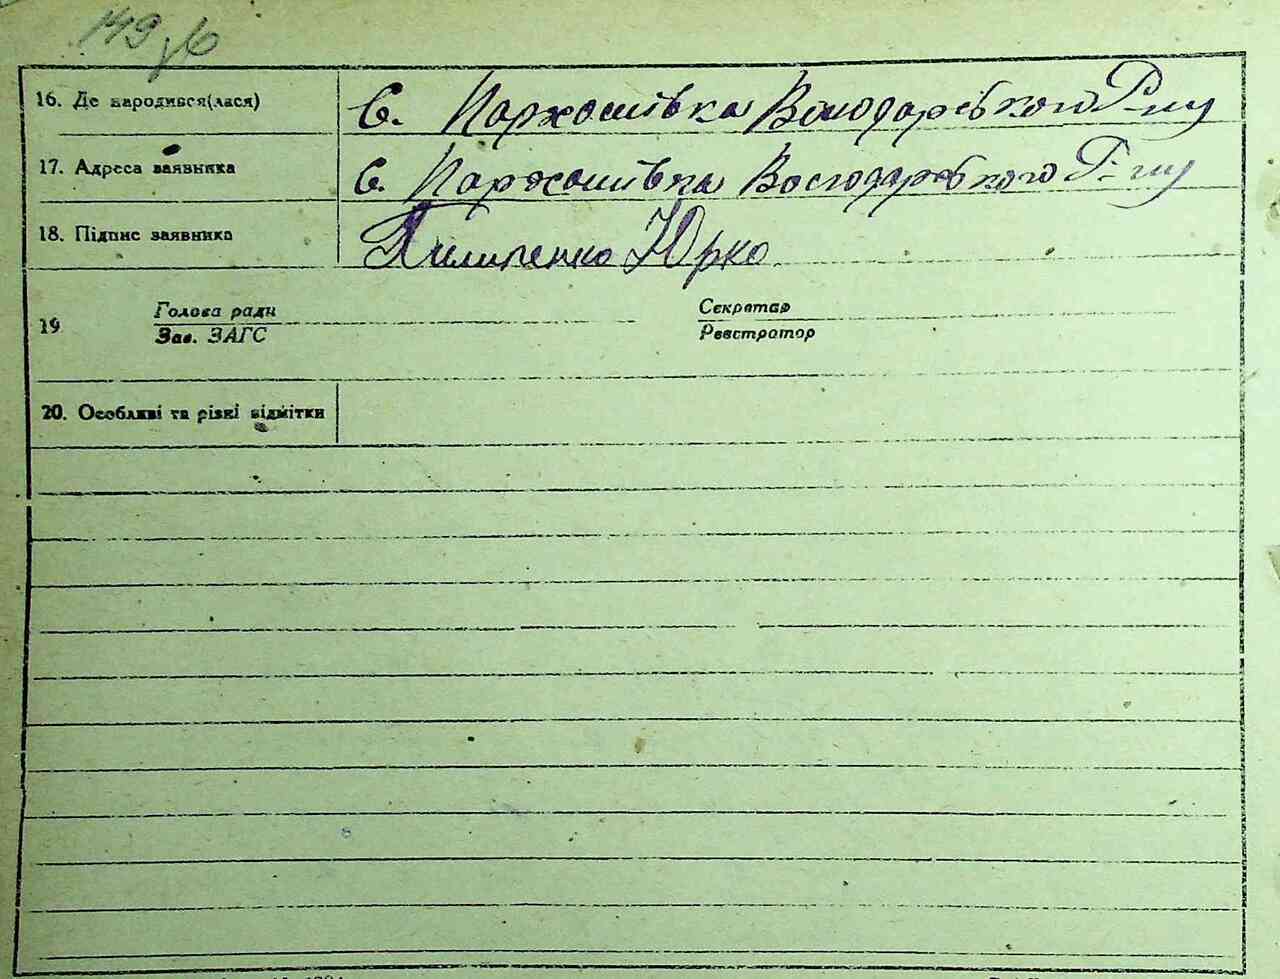 149 зв
16. Де народився(лася) С. Пархомівка Володарського Р-ну
17. Адреса заявника С. Пархомівка Володарського Р-ну
18. Підпис заявника Пилипенко Юрко
19 Голова ради Секретар
Зав. ЗАГС Реєстратор
20. Особливі та різні відмітки